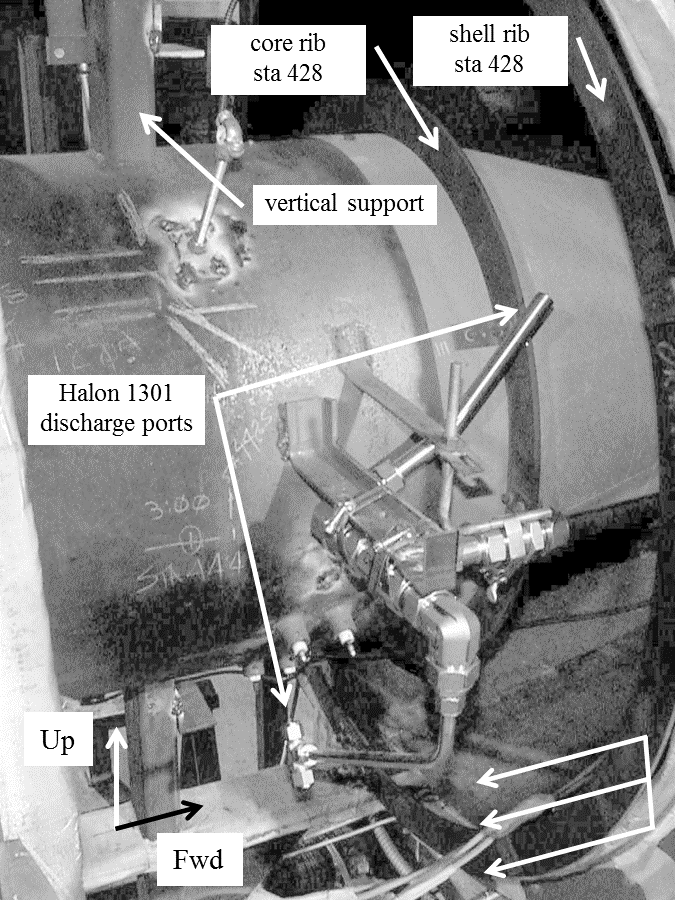 core rib
sta 428
shell rib
sta 428
vertical support
Halon 1301
discharge ports
3:00
Up
Fwd